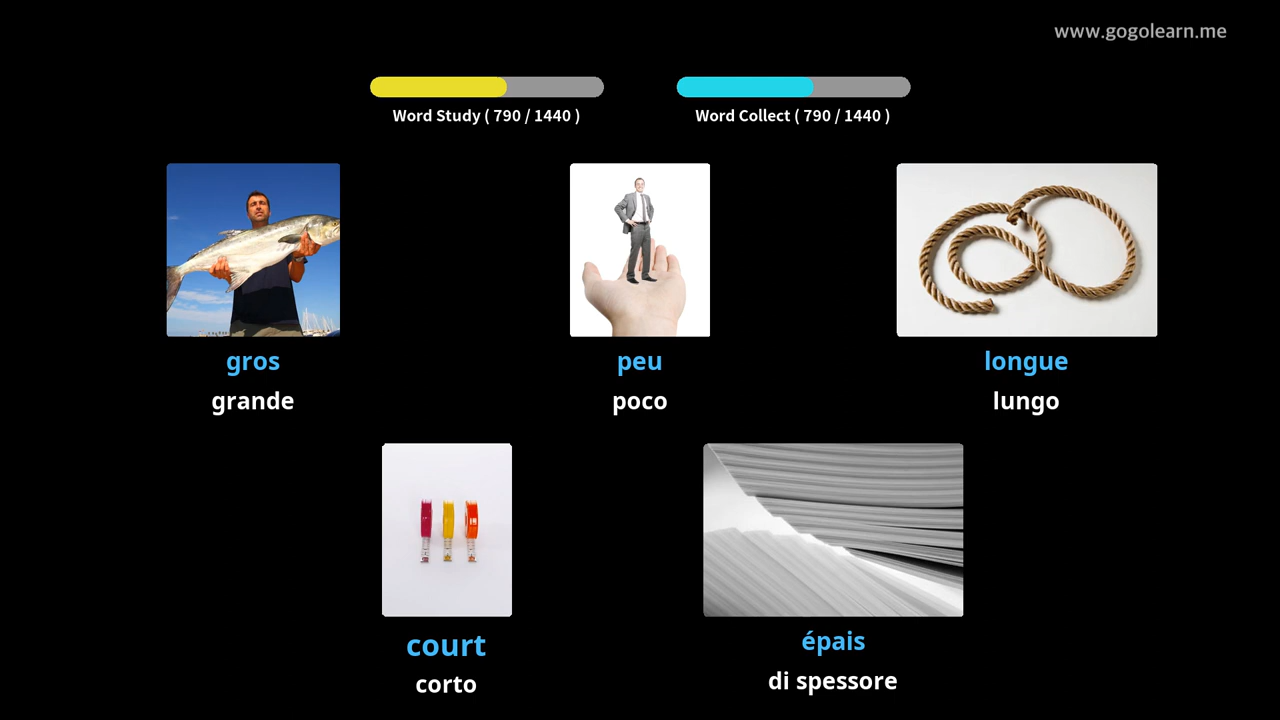 www.gogolearn.me
Word Study ( 790 / 1440 )
Word Collect ( 790 / 1440 )
gros
grande
peu
poco
longue
lungo
court
corto
épais
di spessore